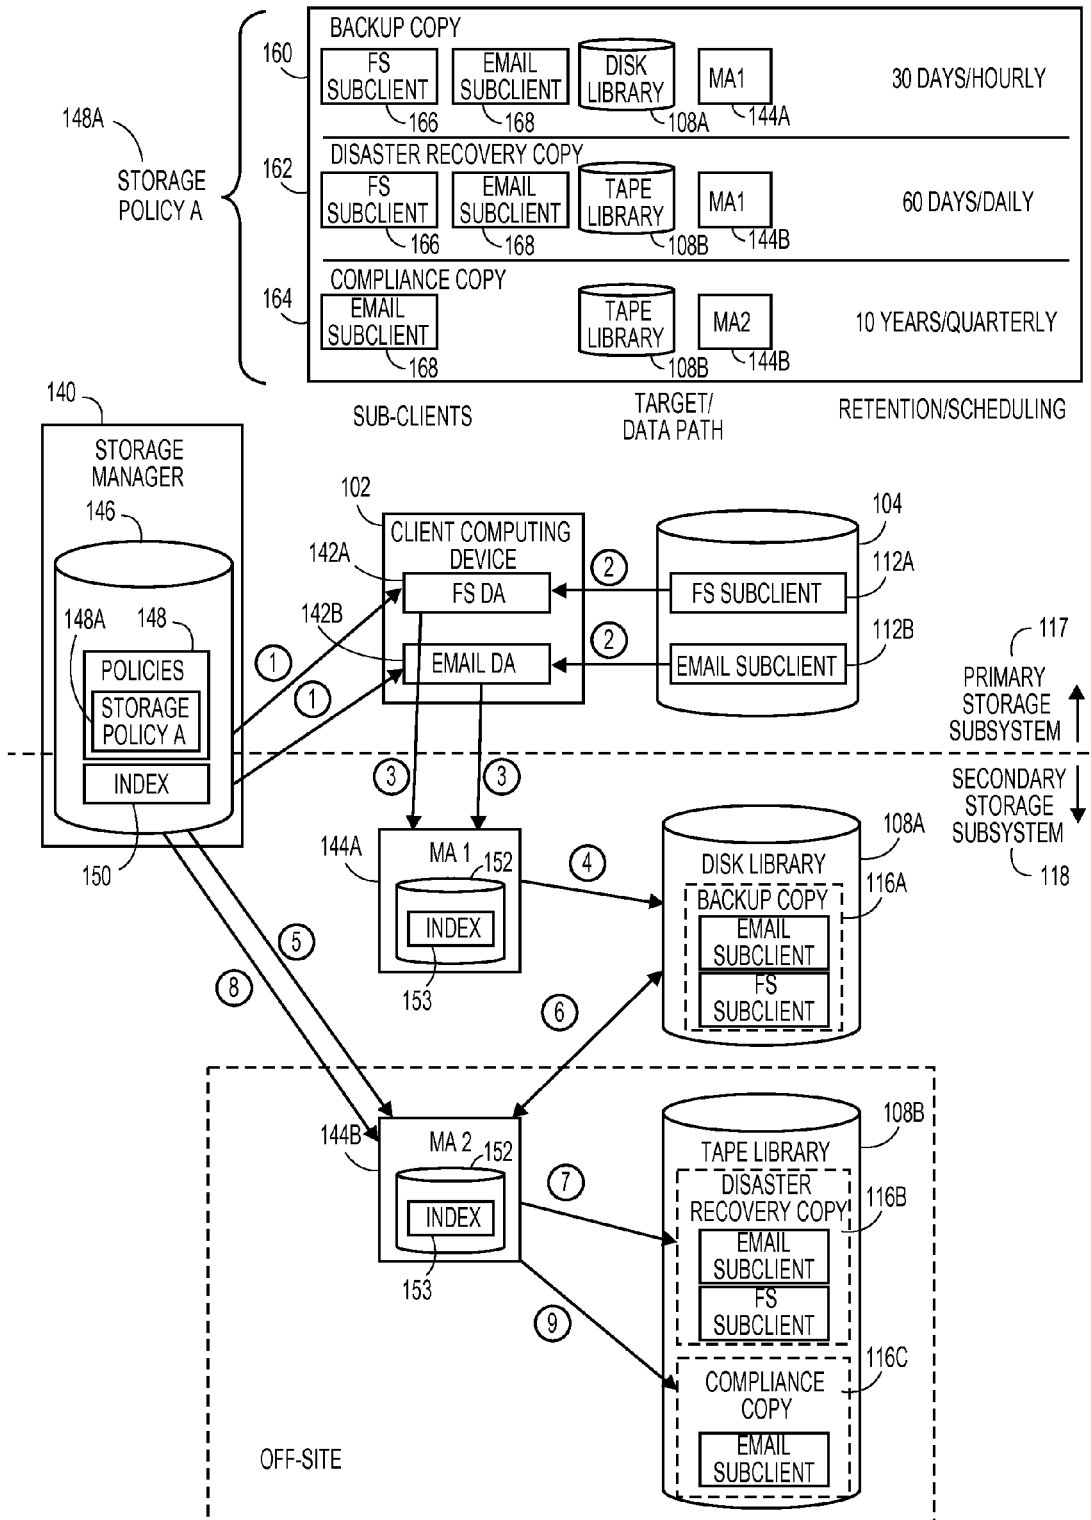 BACKUP COPY
160
FS
SUBCLIENT
166
EMAIL
SUBCLIENT
168
DISK
LIBRARY
108A
MA1
144A
30 DAYS/HOURLY
148A
STORAGE
POLICY A
DISASTER RECOVERY COPY
162
FS
SUBCLIENT
166
EMAIL
SUBCLIENT
168
TAPE
LIBRARY
108B
MA1
144B
60 DAYS/DAILY
COMPLIANCE COPY
164
EMAIL
SUBCLIENT
168
TAPE
LIBRARY
108B
MA2
144B
10 YEARS/QUARTERLY
SUB-CLIENTS
TARGET/
DATA PATH
RETENTION/SCHEDULING
140
STORAGE
MANAGER
146
148A
148
POLICIES
STORAGE
POLICY A
INDEX
150
1
1
102
CLIENT COMPUTING
DEVICE
142A
FS DA
142B
EMAIL DA
2
2
104
112A
FS SUBCLIENT
112B
EMAIL SUBCLIENT
117
PRIMARY
STORAGE
SUBSYSTEM
SECONDARY
STORAGE
SUBSYSTEM
118
3
3
144A
MA 1
152
INDEX
153
4
108A
DISK LIBRARY
116A
BACKUP COPY
EMAIL
SUBCLIENT
FS
SUBCLIENT
5
8
6
144B
MA 2
152
INDEX
153
7
9
108B
TAPE LIBRARY
DISASTER
RECOVERY COPY
116B
EMAIL
SUBCLIENT
FS
SUBCLIENT
116C
COMPLIANCE
COPY
EMAIL
SUBCLIENT
OFF-SITE